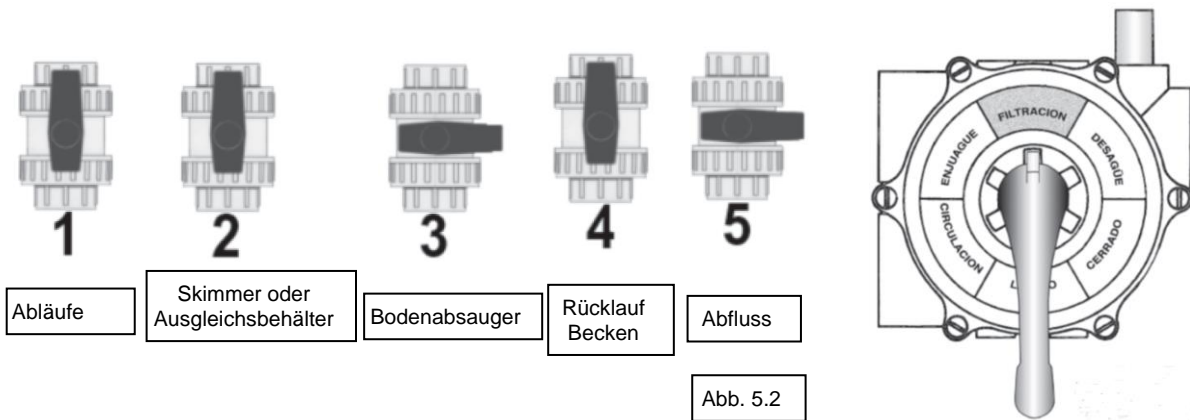 1
2
3
4
5
Abläufe
Skimmer oder
Ausgleichsbehälter
Bodenabsauger
Rücklauf
Becken
Abfluss
Abb. 5.2
FILTRACION
DESAGÜE
CERRADO
CIRCULACION
ENJUAGUE